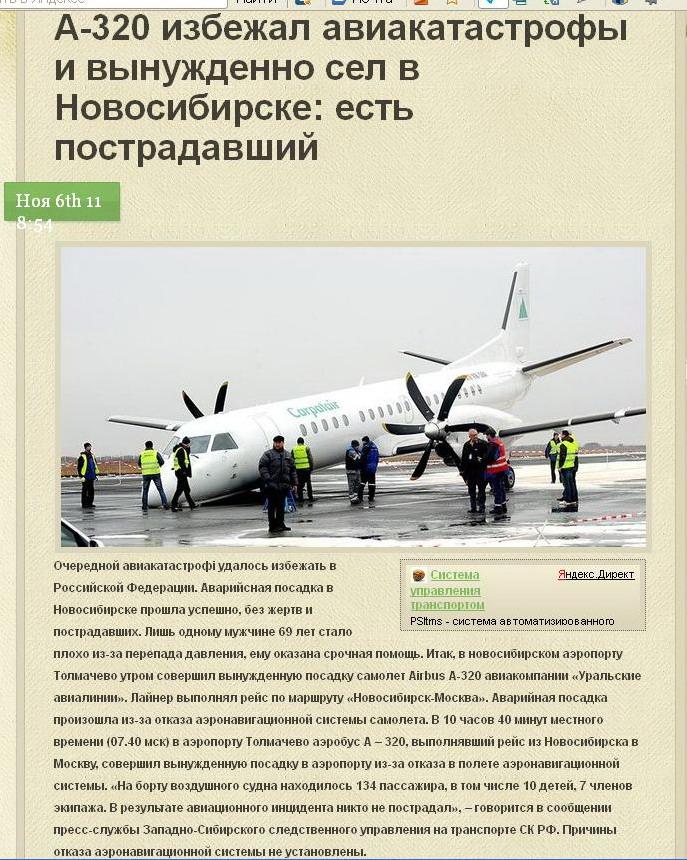 А-320 избежал авиакатастрофы
и вынужденно сел в
Новосибирске: есть
пострадавший
Ноя 6th 11
8:54
Carpatair
Очередной авиакатастрофі удалось избежать в
Российской Федерации. Аварийсная посадка в
Новосибирске прошла успешно, без жертв и
пострадавших. Лишь одному мужчине 69 лет стало
Система
управления
транспортом
Яндекс.Директ
PSItms - система автоматизированного
плохо из-за перепада давления, ему оказана срочная помощь. Итак, в новосибирском аэропорту
Толмачево утром совершил вынужденную посадку самолет Airbus A-320 авиакомпании «Уральские
авиалинии». Лайнер выполнял рейс по маршруту «Новосибирск-Москва». Аварийная посадка
произошла из-за отказа аэронавигационной системы самолета. В 10 часов 40 минут местного
времени (07.40 мск) в аэропорту Толмачево аэробус А – 320, выполнявший рейс из Новосибирска в
Москву, совершил вынужденную посадку в аэропорту из-за отказа в полете аэронавигационной
системы. «На борту воздушного судна находилось 134 пассажира, в том числе 10 детей, 7 членов
экипажа. В результате авиационного инцидента никто не пострадал», – говорится в сообщении
пресс-службы Западно-Сибирского следственного управления на транспорте СК РФ. Причины
отказа аэронавигационной системы не установлены.